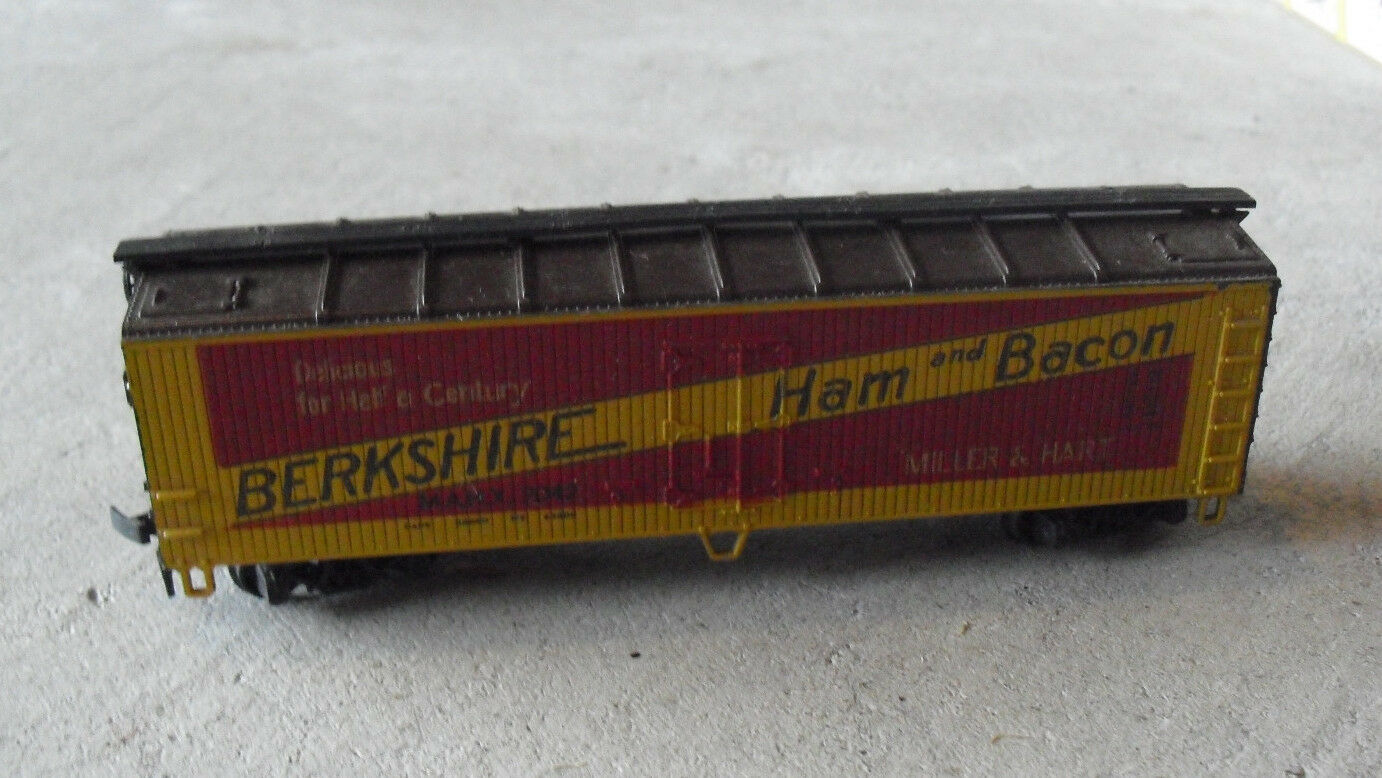 Delicious
for Half a Century
BERKSHIRE Ham and Bacon
MILLER & HART